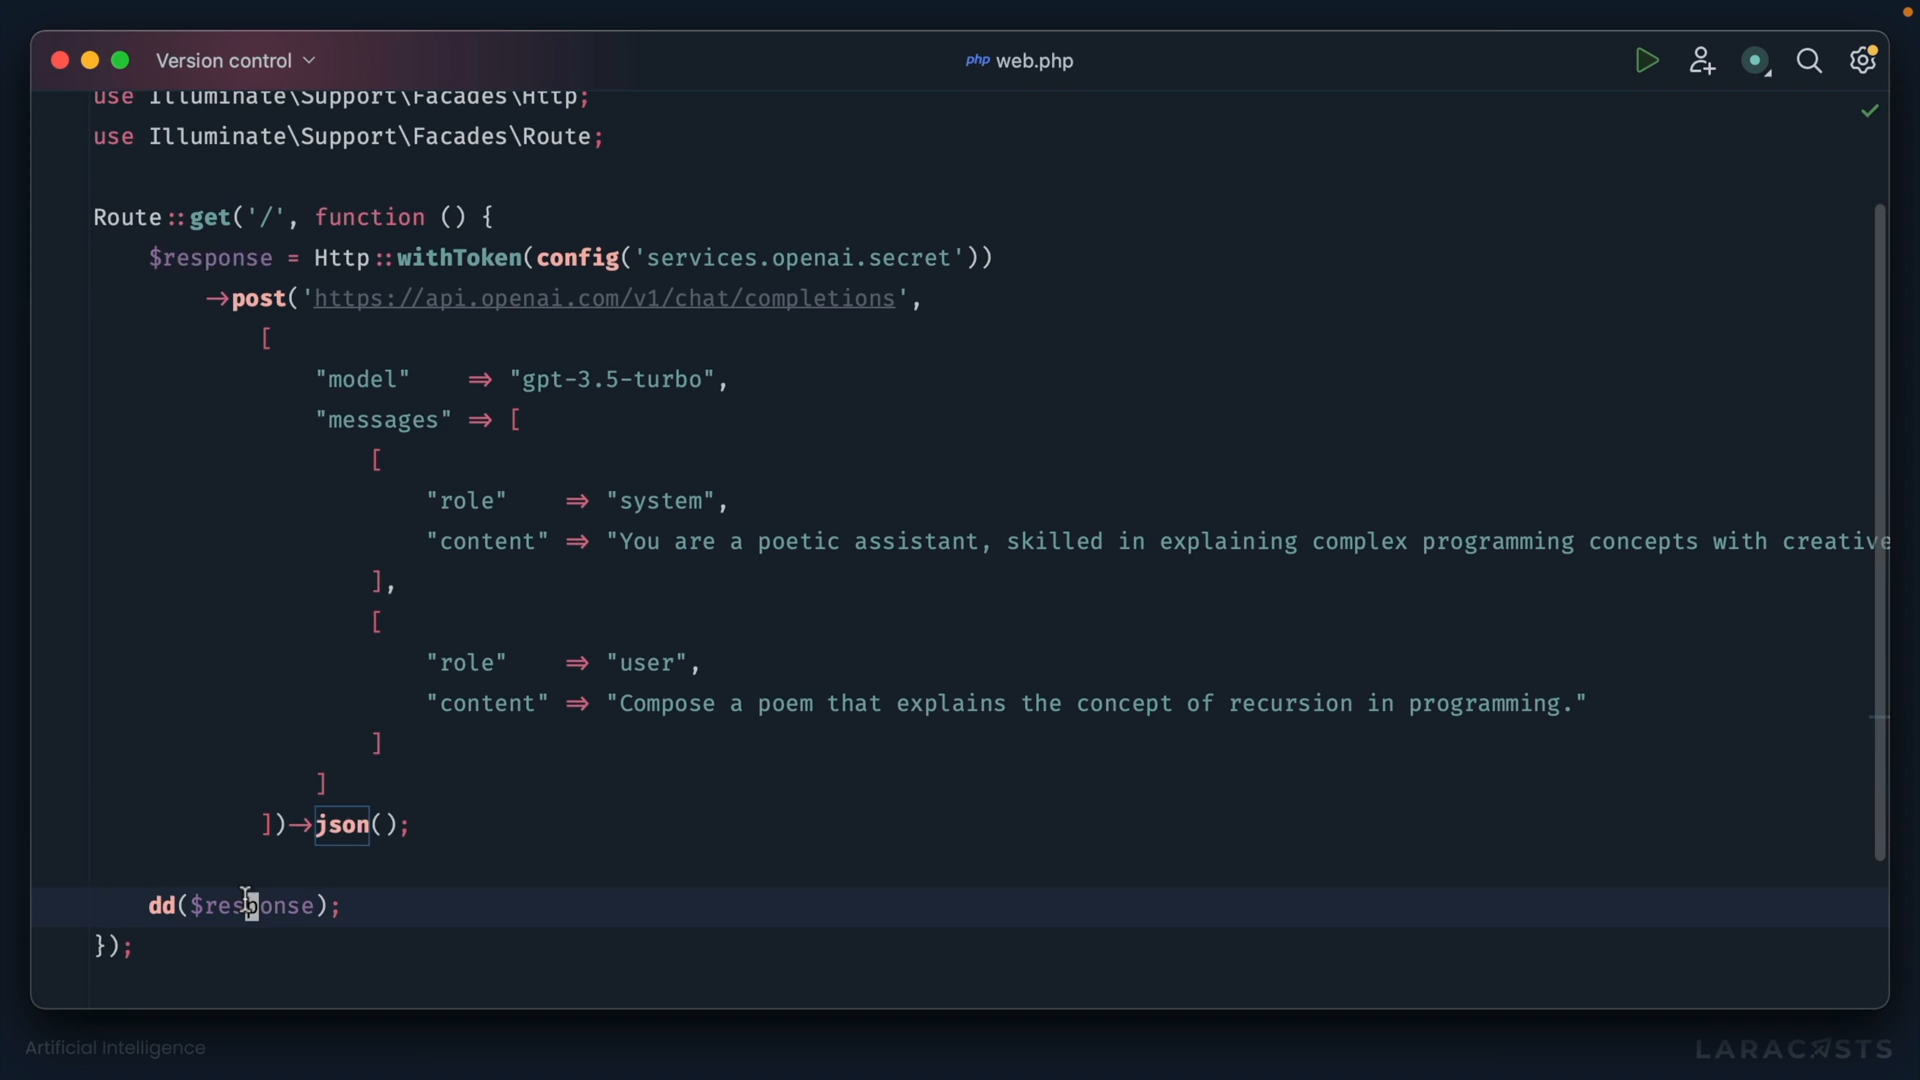 Version control
php web.php
use Illuminate\Support\Facades\Http;
use Illuminate\Support\Facades\Route;
Route::get('/', function () {
$response = Http::withToken(config('services.openai.secret'))
->post('https://api.openai.com/v1/chat/completions',
[
"model" => "gpt-3.5-turbo",
"messages" => [
[
"role" => "system",
"content" => "You are a poetic assistant, skilled in explaining complex programming concepts with creative
],
[
"role" => "user",
"content" => "Compose a poem that explains the concept of recursion in programming."
]
]
])->json();
dd($response);
});
Artificial Intelligence
LARACASTS